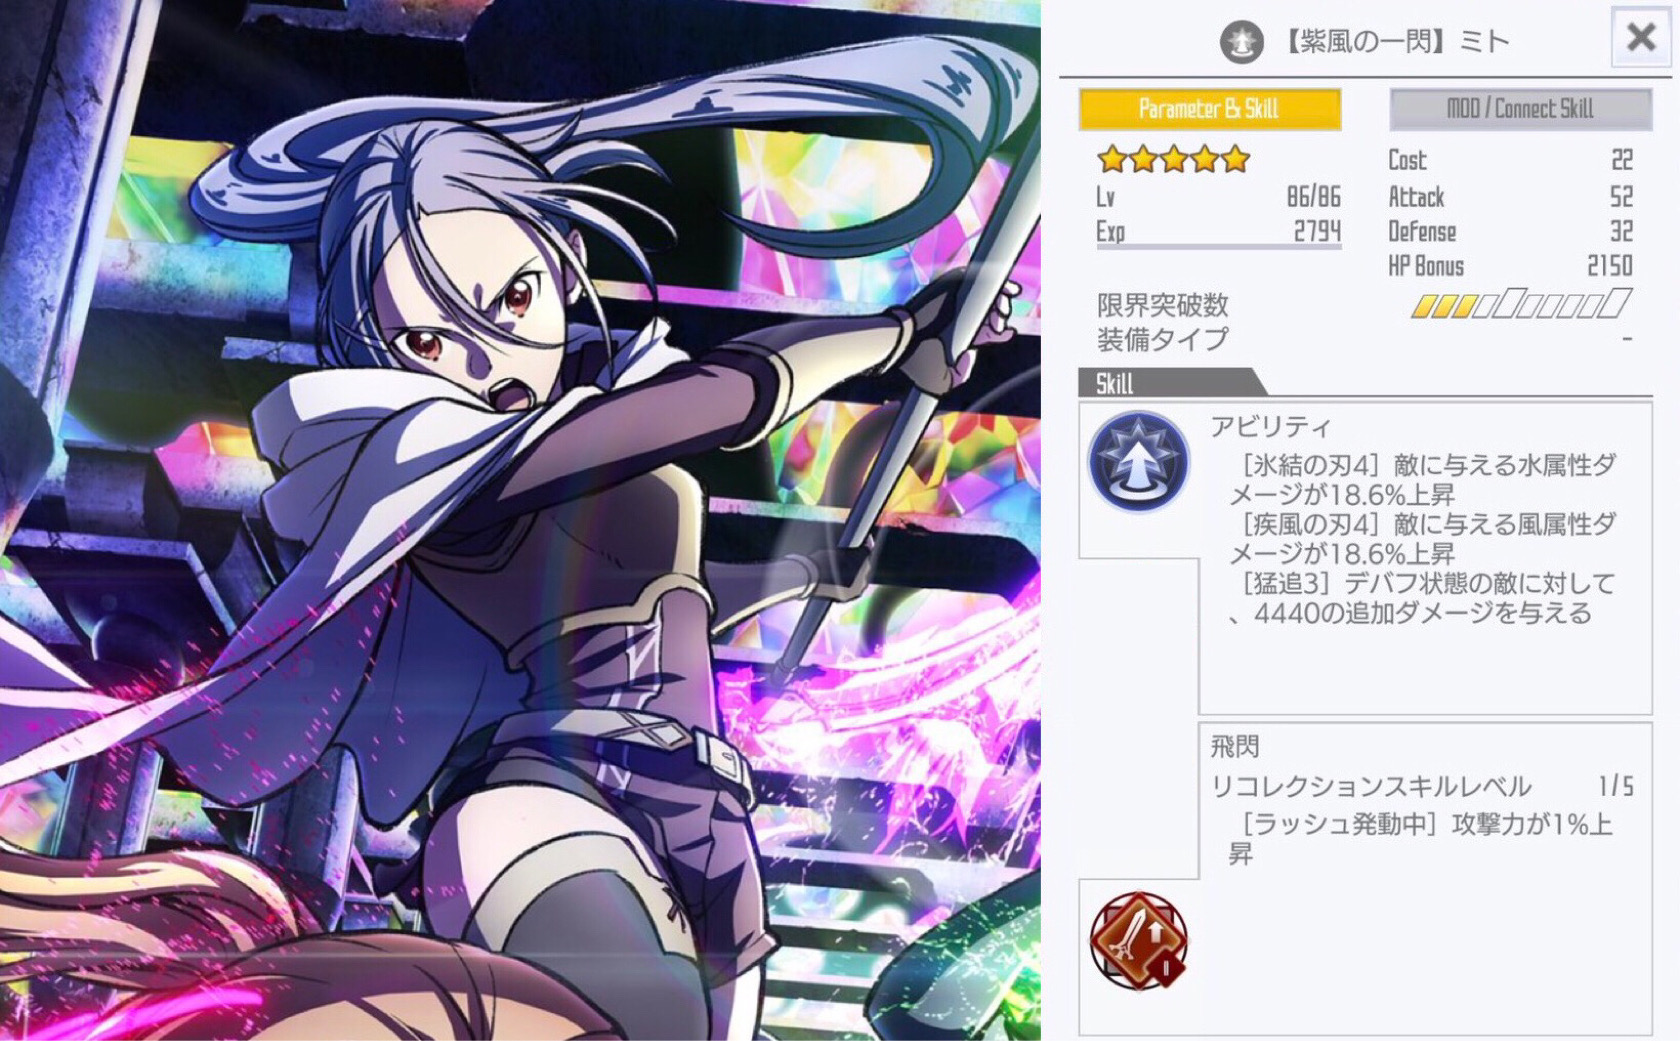 【紫風の一閃】ミト
Parameter & Skill
MOD / Connect Skill
Lv 86/86
Exp 2794
Cost 22
Attack 52
Defense 32
HP Bonus 2150
限界突破数
装備タイプ -
Skill
アビリティ
［氷結の刃4］敵に与える水属性ダ
メージが18.6%上昇
［疾風の刃4］敵に与える風属性ダ
メージが18.6%上昇
［猛追3］デバフ状態の敵に対して
、4440の追加ダメージを与える
飛閃
リコレクションスキルレベル 1/5
［ラッシュ発動中］攻撃力が1%上
昇